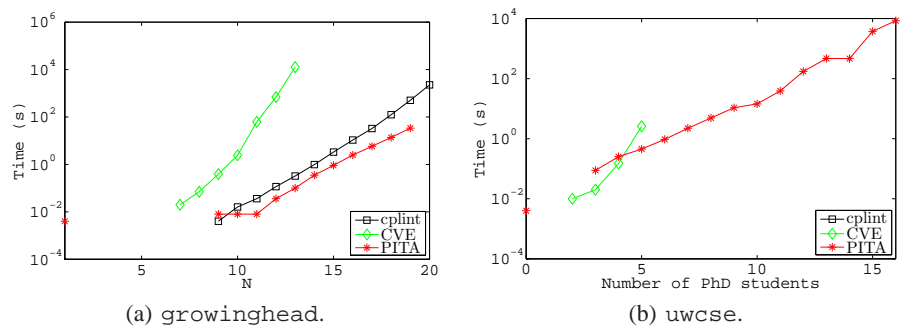 10^6
10^4
10^2
10^0
10^-2
10^-4
Time (s)
5
10
15
20
N
cplint
CVE
PITA
(a) growinghead.
10^4
10^2
10^0
10^-2
10^-4
Time (s)
0
5
10
15
Number of PhD students
cplint
CVE
PITA
(b) uwcse.